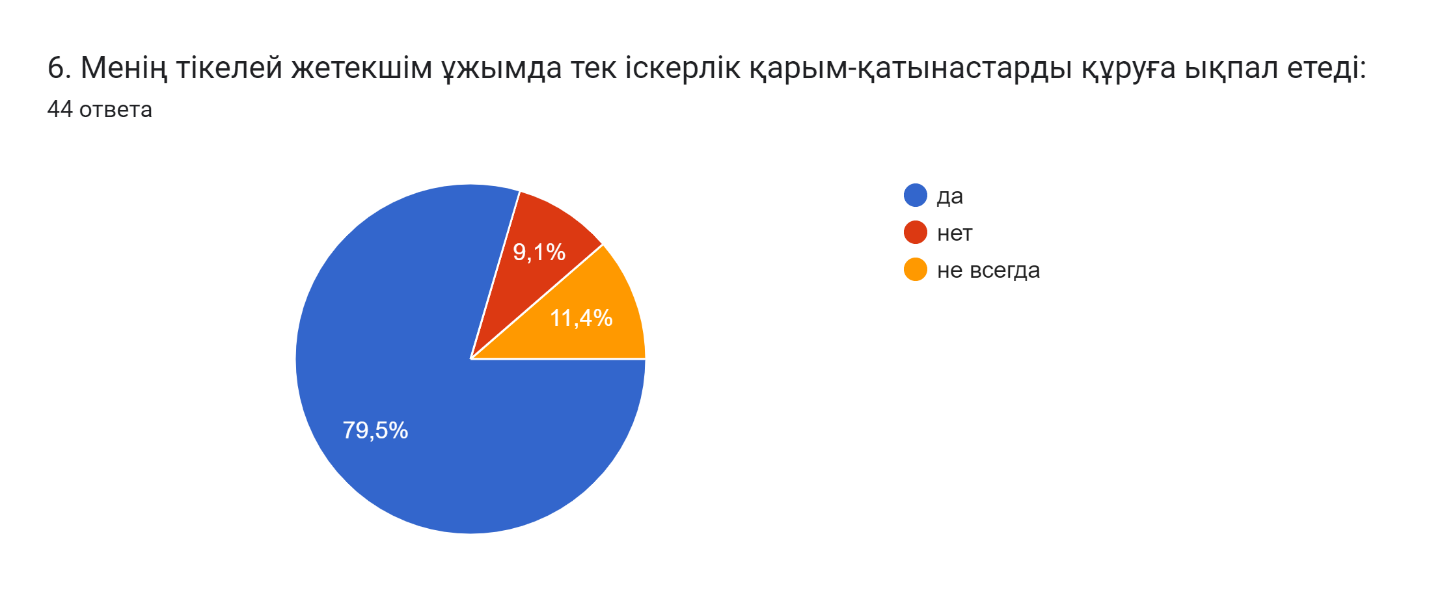 6. Менің тікелей жетекшім ұжымда тек іскерлік қарым-қатынастарды құруға ықпал етеді:
44 ответа
да
нет
не всегда
9,1%
11,4%
79,5%